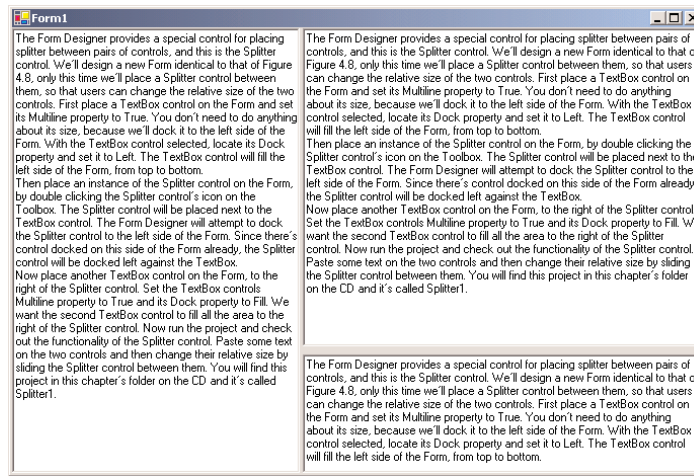 Form1
The Form Designer provides a special control for placing
splitter between pairs of controls, and this is the Splitter
control. We´ll design a new Form identical to that of Figure
4.8, only this time we´ll place a Splitter control between
them, so that users can change the relative size of the two
controls. First place a TextBox control on the Form and set
its Multiline property to True. You don´t need to do anything
about its size, because we´ll dock it to the left side of the
Form. With the TextBox control selected, locate its Dock
property and set it to Left. The TextBox control will fill the
left side of the Form, from top to bottom.
Then place an instance of the Splitter control on the Form,
by double clicking the Splitter control´s icon on the
Toolbox. The Splitter control will be placed next to the
TextBox control. The Form Designer will attempt to dock
the Splitter control to the left side of the Form. Since there´s
control docked on this side of the Form already, the Splitter
control will be docked left against the TextBox.
Now place another TextBox control on the Form, to the
right of the Splitter control. Set the TextBox controls
Multiline property to True and its Dock property to Fill. We
want the second TextBox control to fill all the area to the
right of the Splitter control. Now run the project and check
out the functionality of the Splitter control. Paste some text
on the two controls and then change their relative size by
sliding the Splitter control between them. You will find this
project in this chapter´s folder on the CD and it´s called
Splitter1.
The Form Designer provides a special control for placing splitter between pairs of
controls, and this is the Splitter control. We´ll design a new Form identical to that o
Figure 4.8, only this time we´ll place a Splitter control between them, so that users
can change the relative size of the two controls. First place a TextBox control on
the Form and set its Multiline property to True. You don´t need to do anything
about its size, because we´ll dock it to the left side of the Form. With the TextBox
control selected, locate its Dock property and set it to Left. The TextBox control
will fill the left side of the Form, from top to bottom.
Then place an instance of the Splitter control on the Form, by double clicking the
Splitter control´s icon on the Toolbox. The Splitter control will be placed next to the
TextBox control. The Form Designer will attempt to dock the Splitter control to the
left side of the Form. Since there´s control docked on this side of the Form already
the Splitter control will be docked left against the TextBox.
Now place another TextBox control on the Form, to the right of the Splitter control
Set the TextBox controls Multiline property to True and its Dock property to Fill. W
want the second TextBox control to fill all the area to the right of the Splitter
control. Now run the project and check out the functionality of the Splitter control.
Paste some text on the two controls and then change their relative size by sliding
the Splitter control between them. You will find this project in this chapter´s folder
on the CD and it´s called Splitter1.
The Form Designer provides a special control for placing splitter between pairs of
controls, and this is the Splitter control. We´ll design a new Form identical to that o
Figure 4.8, only this time we´ll place a Splitter control between them, so that users
can change the relative size of the two controls. First place a TextBox control on
the Form and set its Multiline property to True. You don´t need to do anything
about its size, because we´ll dock it to the left side of the Form. With the TextBox
control selected, locate its Dock property and set it to Left. The TextBox control
will fill the left side of the Form, from top to bottom.